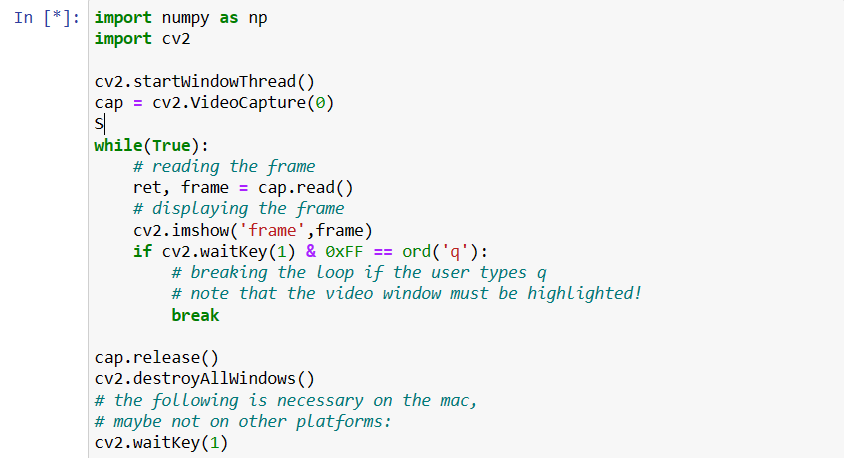 In [*]: import numpy as np
import cv2
cv2.startWindowThread()
cap = cv2.VideoCapture(0)
S
while(True):
    # reading the frame
    ret, frame = cap.read()
    # displaying the frame
    cv2.imshow('frame',frame)
    if cv2.waitKey(1) & 0xFF == ord('q'):
        # breaking the loop if the user types q
        # note that the video window must be highlighted!
        break
cap.release()
cv2.destroyAllWindows()
# the following is necessary on the mac,
# maybe not on other platforms:
cv2.waitKey(1)